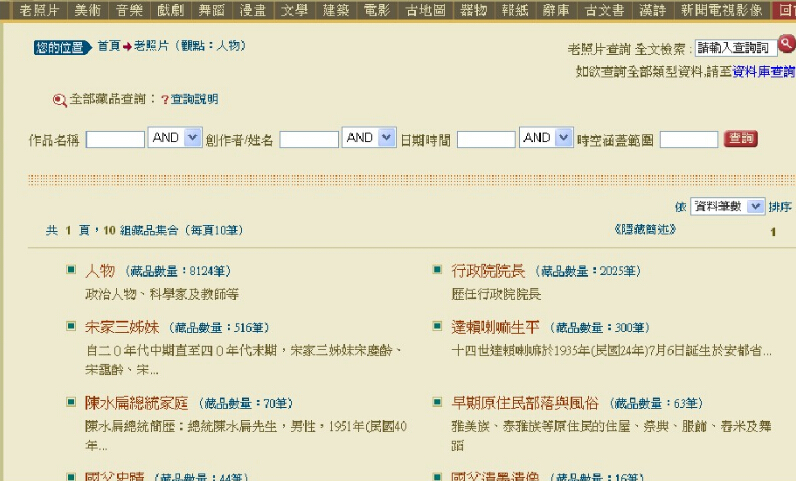 老照片 美術 音樂 戲劇 舞蹈 漫畫 文學 建築 電影 古地圖 器物 報紙 辭庫 古文書 漢詩 新聞電視影像 回
您的位置 首頁→老照片（觀點：人物）
老照片查詢 全文檢索: 請輸入查詢詞
如欲查詢全部類型資料,請至資料庫查詢
全部藏品查詢：?查詢說明
作品名稱 AND 創作者/姓名 AND 日期時間 AND 時空涵蓋範圍 查詢
依 資料筆數 排序
共 1 頁，10 組藏品集合（每頁10筆）
《隱藏簡述》 1
人物（藏品數量：8124筆）
政治人物、科學家及教師等
行政院院長（藏品數量：2025筆）
歷任行政院院長
宋家三姊妹（藏品數量：516筆）
自二０年代中期直至四０年代末期，宋家三姊妹宋慶齡、
宋靄齡、宋...
達賴喇嘛生平（藏品數量：300筆）
十四世達賴喇嘛於1935年(民國24年)7月6日誕生於安都省...
陳水扁總統家庭（藏品數量：70筆）
陳水扁總統簡歷：總統陳水扁先生，男性，1951年(民國40
年...
早期原住民部落與風俗（藏品數量：63筆）
雅美族、泰雅族等原住民的住屋、祭典、服飾、舂米及舞
蹈
國父史蹟（藏品數量：44筆）
國父遺墨遺像（藏品數量：16筆）